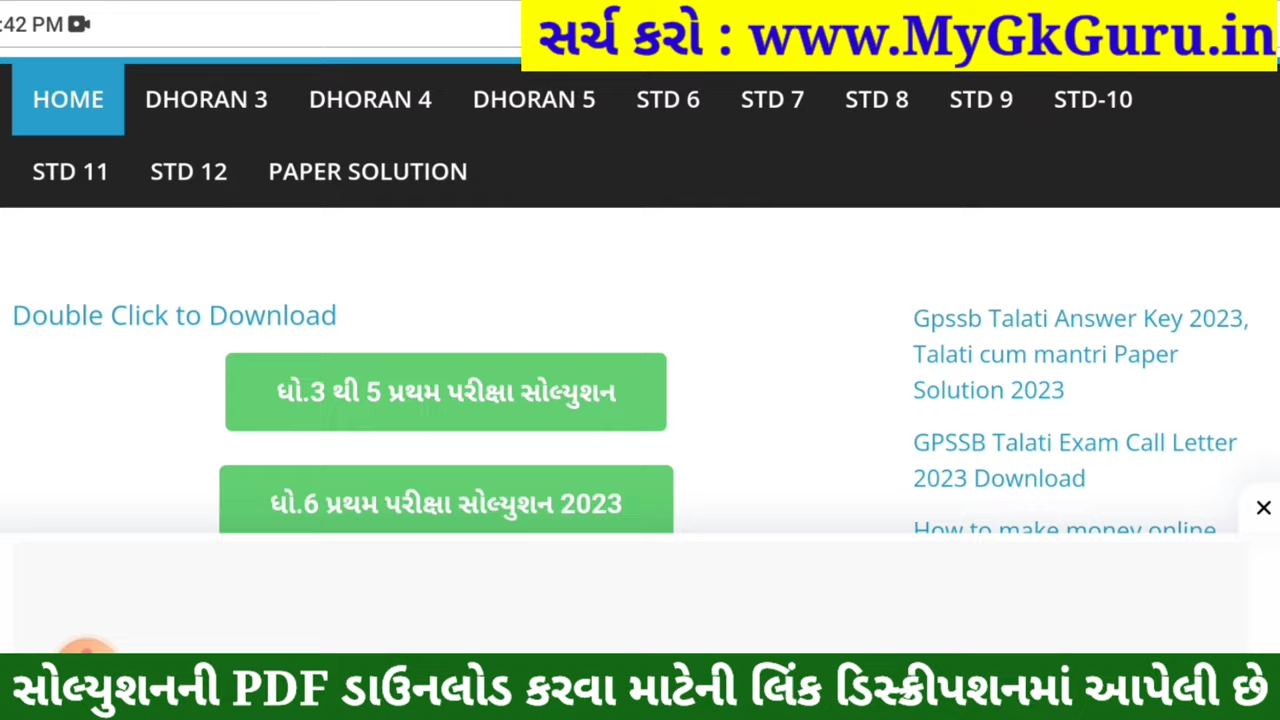 :42 PM
સર્ચ કરો : www.MyGkGuru.in
HOME DHORAN 3 DHORAN 4 DHORAN 5 STD 6 STD 7 STD 8 STD 9 STD-10
STD 11 STD 12 PAPER SOLUTION
Double Click to Download
ધો.3 થી 5 પ્રથમ પરીક્ષા સોલ્યુશન
ધો.6 પ્રથમ પરીક્ષા સોલ્યુશન 2023
Gpssb Talati Answer Key 2023,
Talati cum mantri Paper
Solution 2023
GPSSB Talati Exam Call Letter
2023 Download
How to make money online
સોલ્યુશનની PDF ડાઉનલોડ કરવા માટેની લિંક ડિસ્ક્રીપશનમાં આપેલી છે